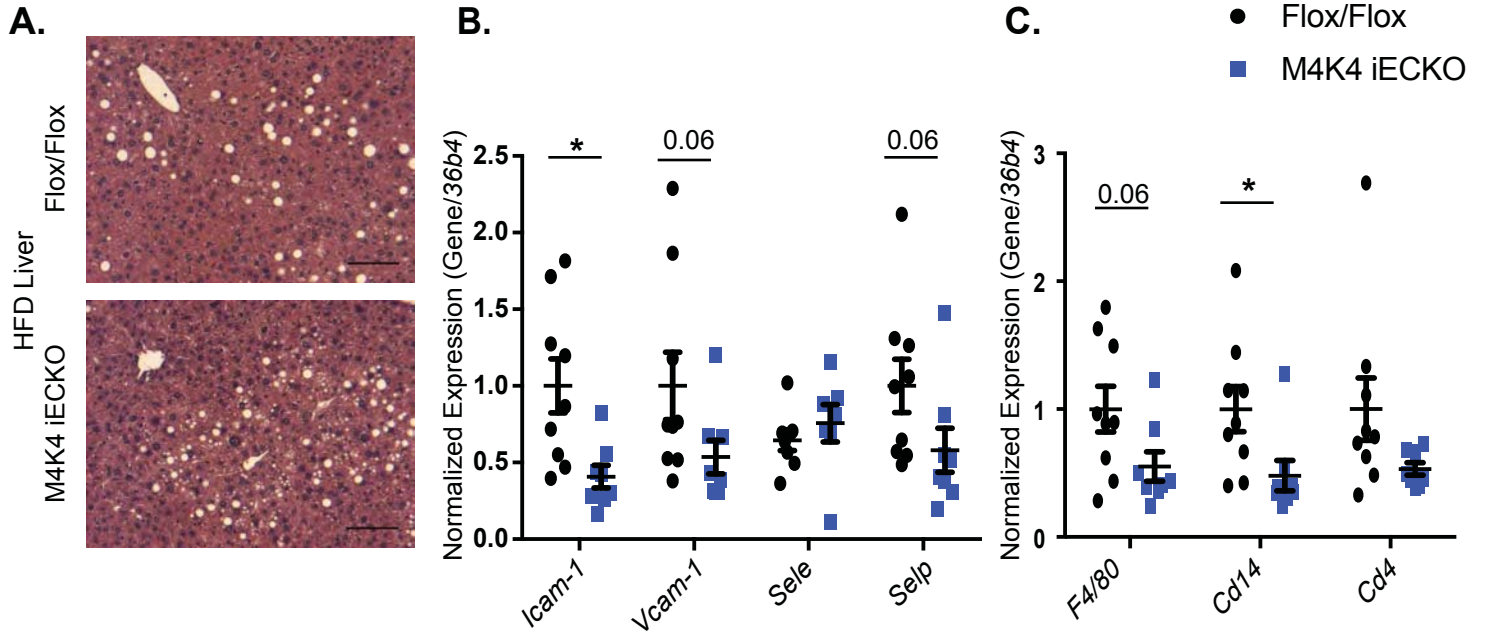 A.
HFD Liver
Flox/Flox
M4K4 iECKO
B.
Normalized Expression (Gene/36b4)
2.5
2.0
1.5
1.0
0.5
0.0
*
0.06
0.06
Icam-1
Vcam-1
Sele
Selp
C.
Flox/Flox
M4K4 iECKO
Normalized Expression (Gene/36b4)
3
2
1
0
0.06
*
F4/80
Cd14
Cd4